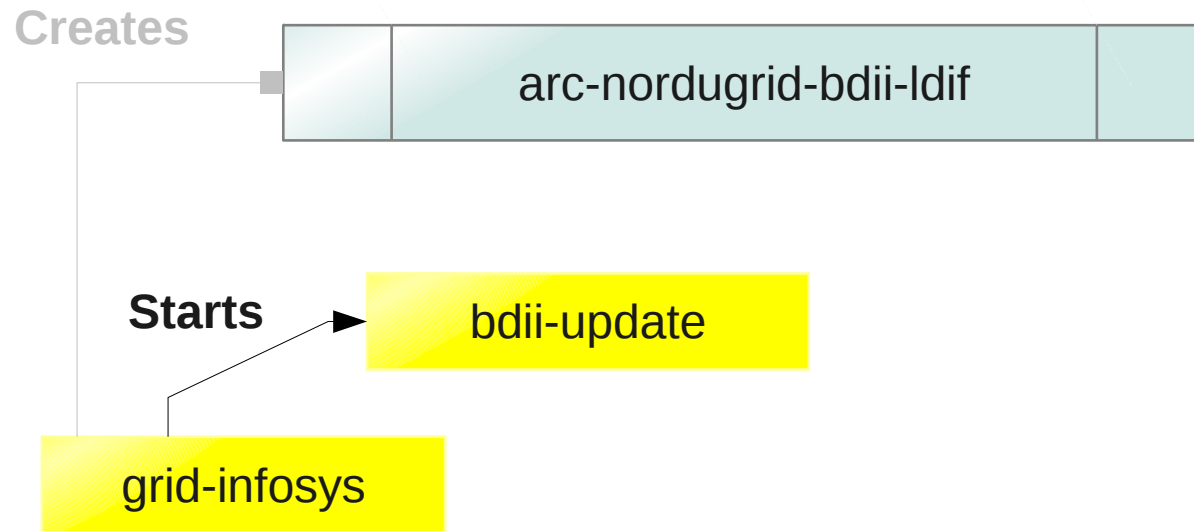 Creates
arc-nordugrid-bdii-ldif
Starts
bdii-update
grid-infosys